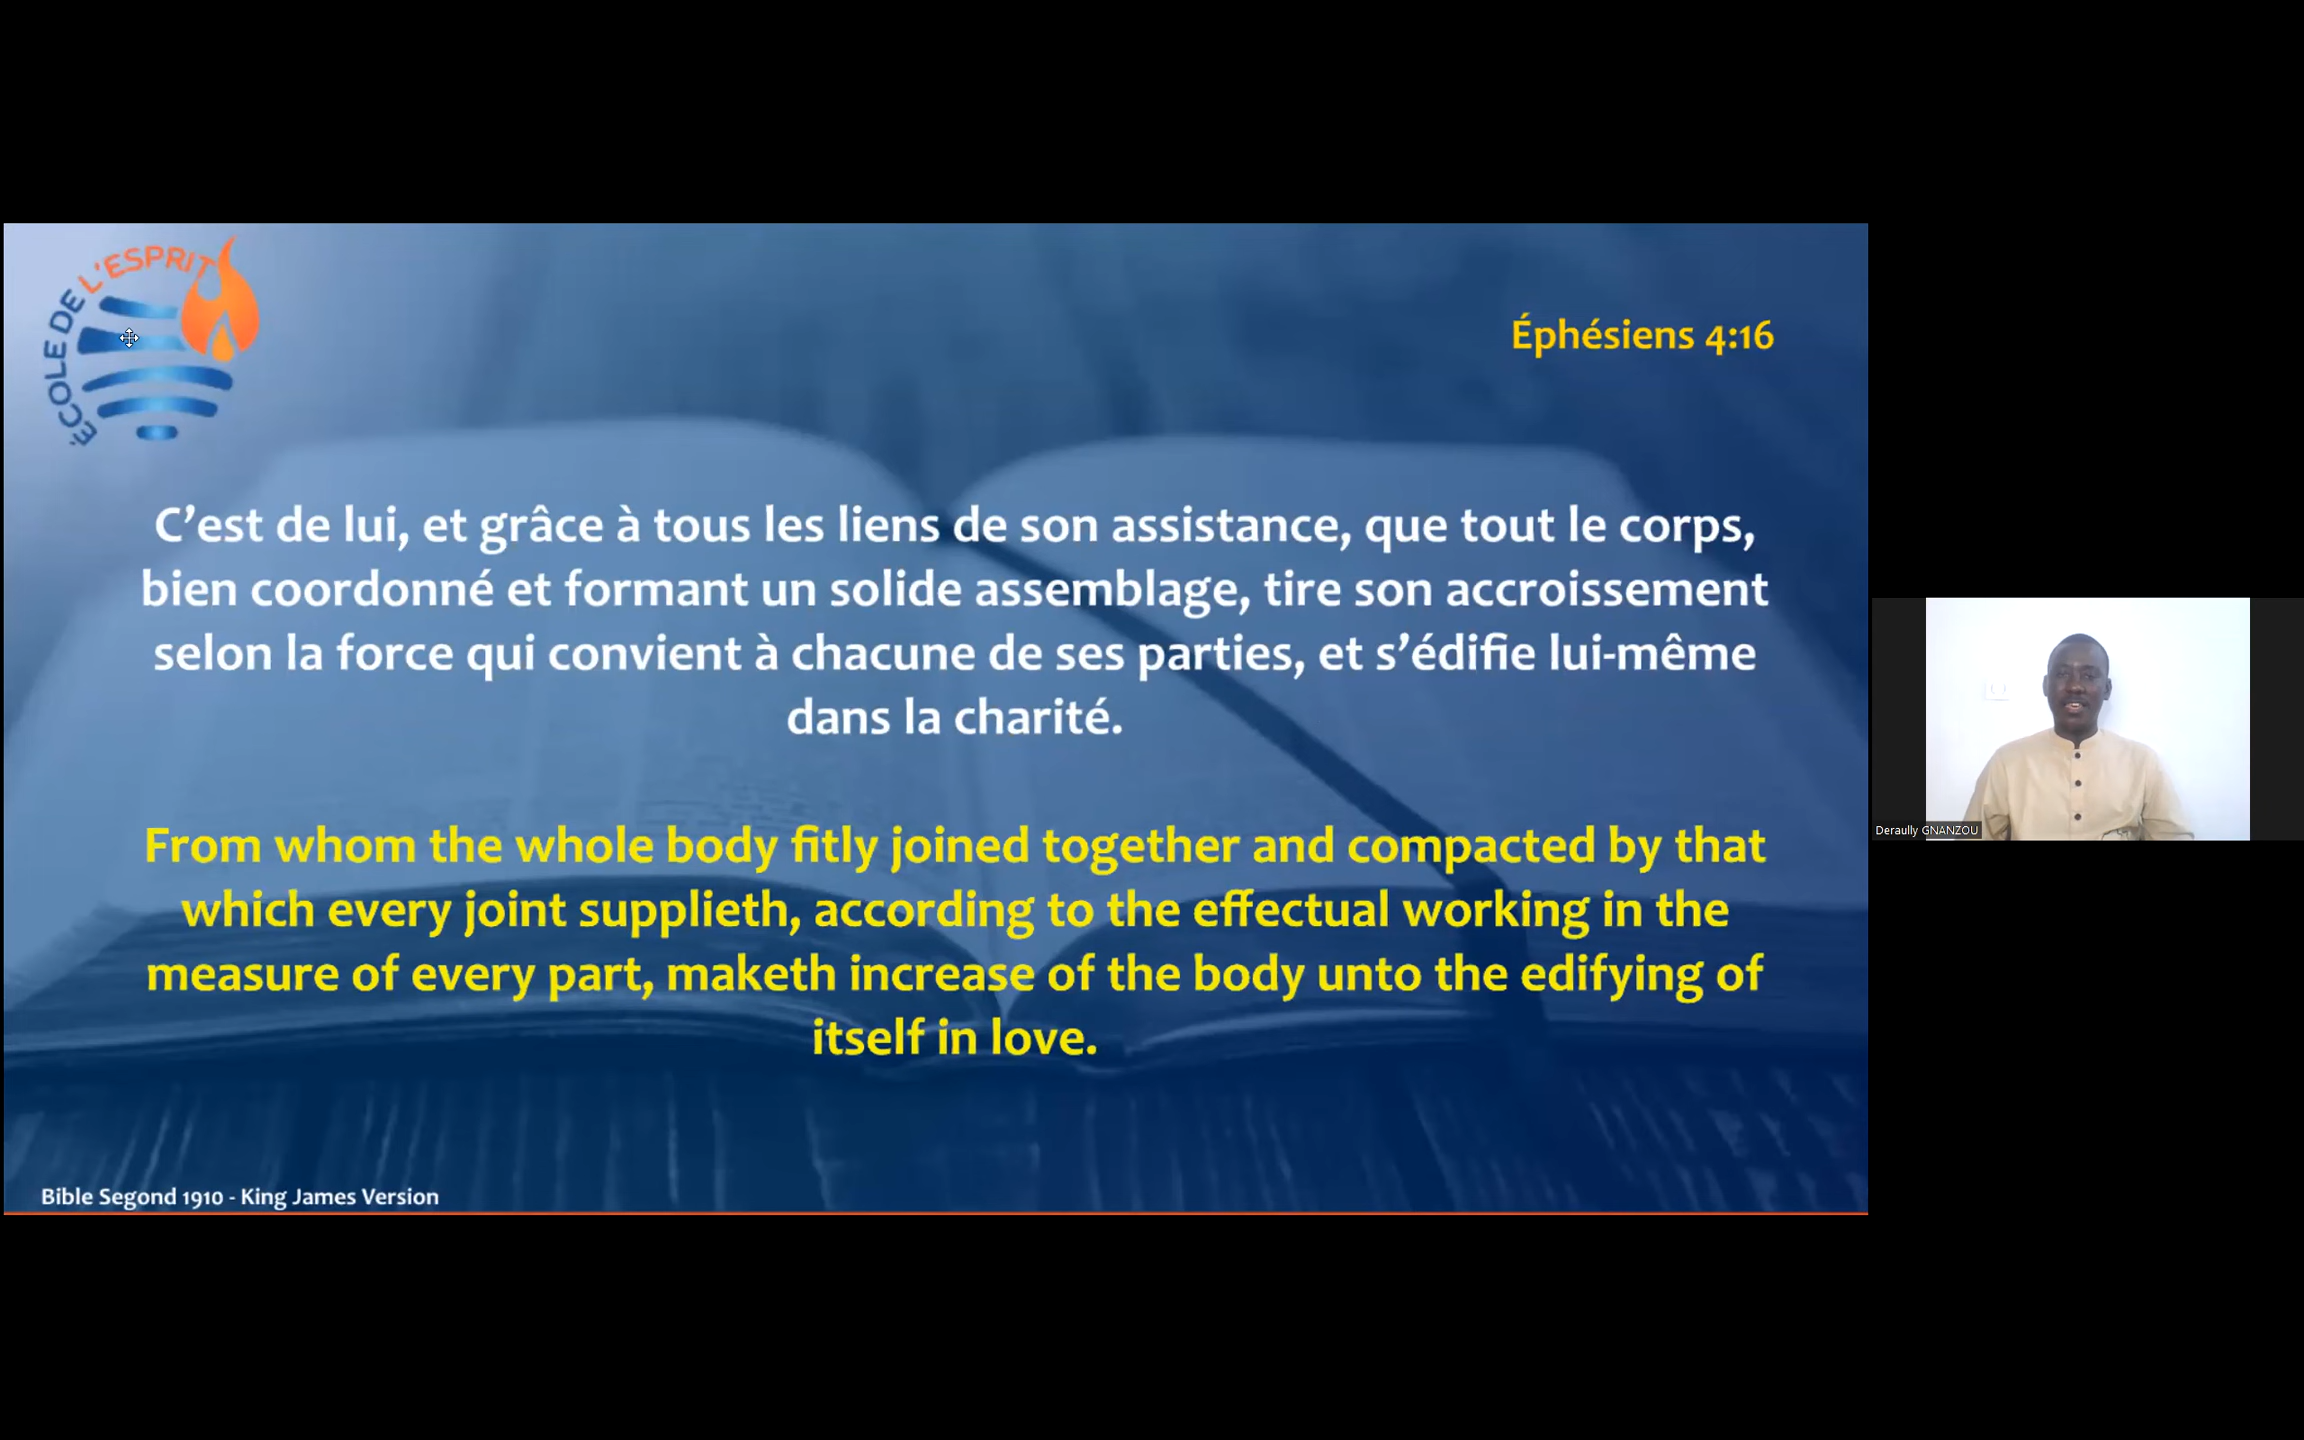 ÉCOLE DE L'ESPRIT
Éphésiens 4:16
C’est de lui, et grâce à tous les liens de son assistance, que tout le corps,
bien coordonné et formant un solide assemblage, tire son accroissement
selon la force qui convient à chacune de ses parties, et s’édifie lui-même
dans la charité.
From whom the whole body fitly joined together and compacted by that
which every joint supplieth, according to the effectual working in the
measure of every part, maketh increase of the body unto the edifying of
itself in love.
Bible Segond 1910 - King James Version
Deraully GNANZOU